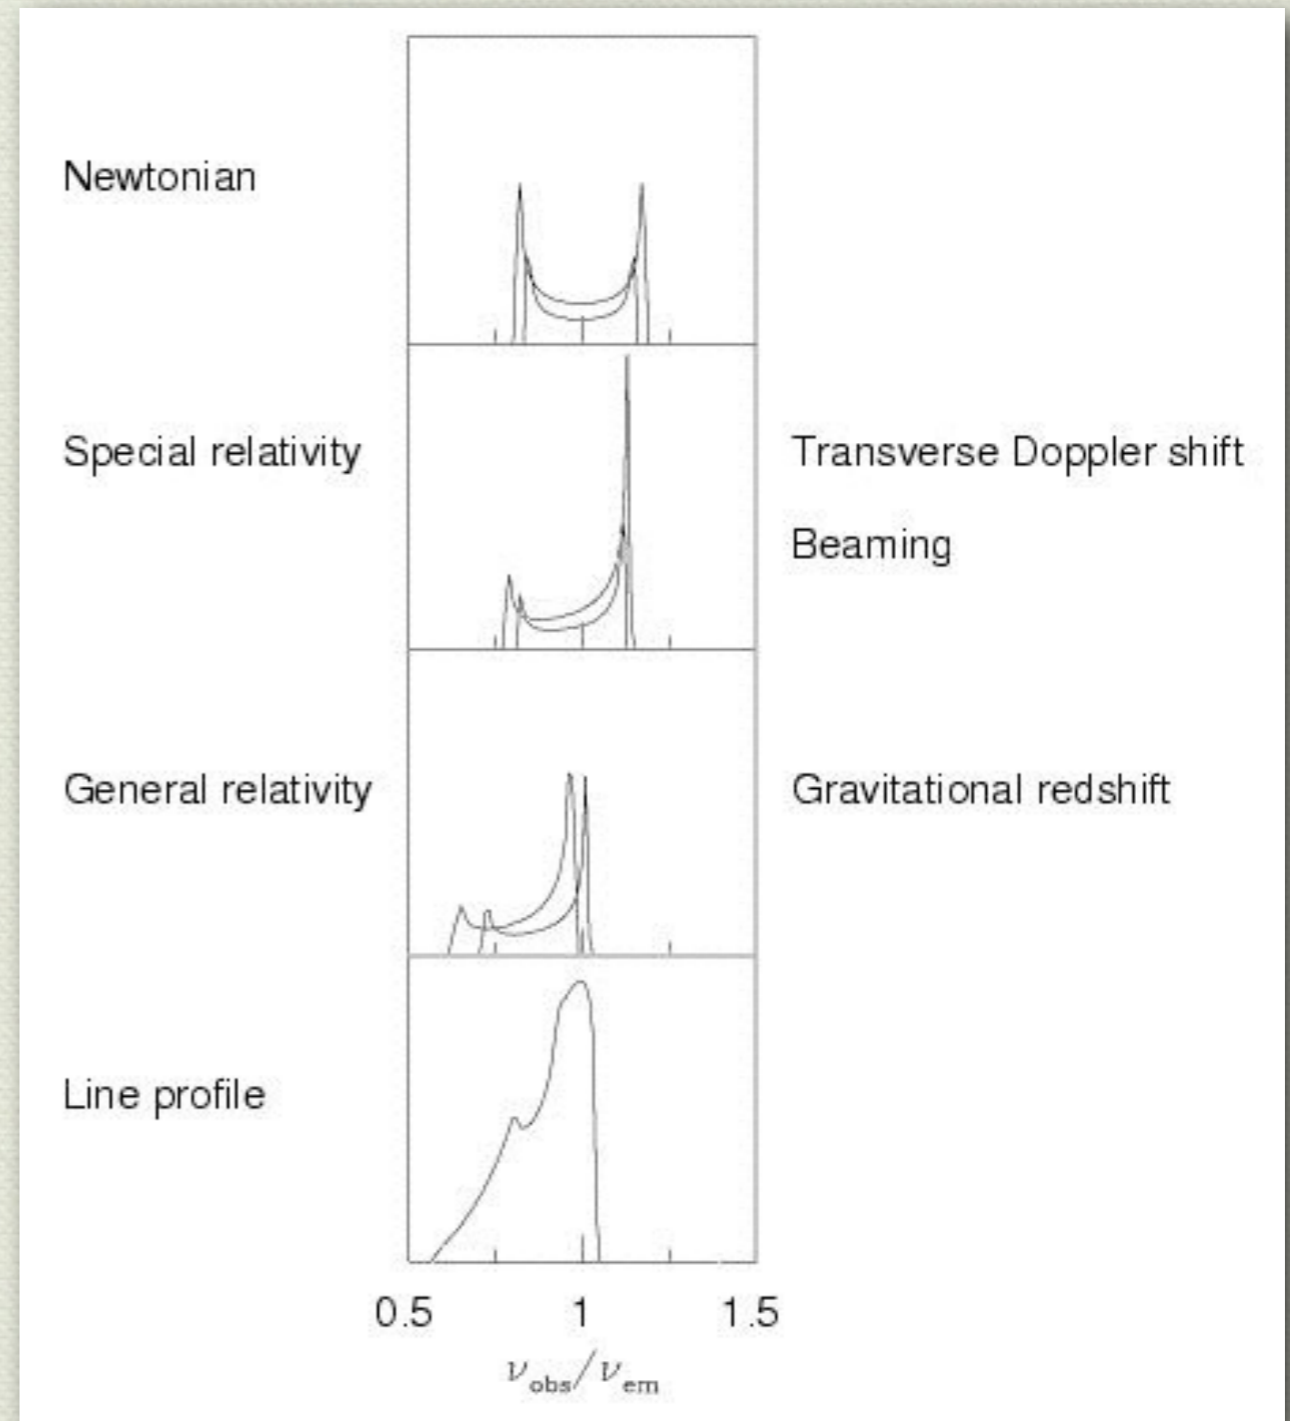 Newtonian
Special relativity
Transverse Doppler shift
Beaming
General relativity
Gravitational redshift
Line profile
0.5 1 1.5
νobs/νem